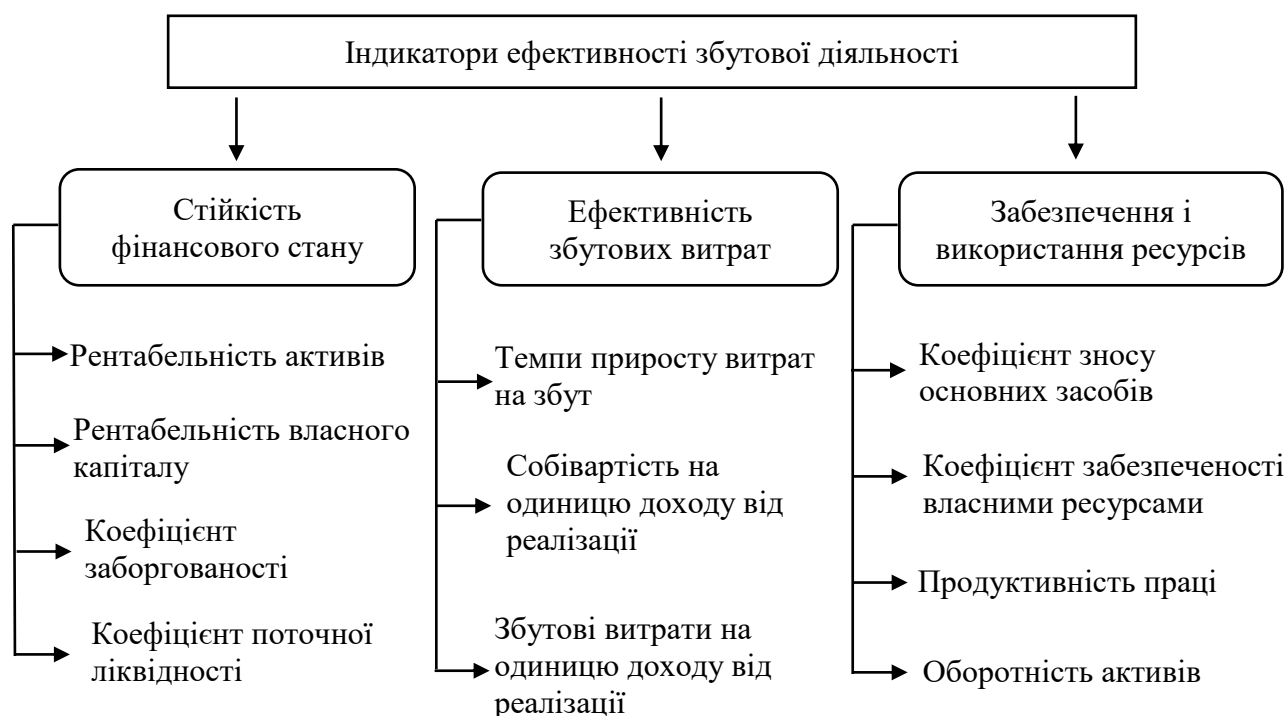 Індикатори ефективності збутової діяльності
Стійкість
фінансового стану
Рентабельність активів
Рентабельність власного
капіталу
Коефіцієнт
заборгованості
Коефіцієнт поточної
ліквідності
Ефективність
збутових витрат
Темпи приросту витрат
на збут
Собівартість на
одиницю доходу від
реалізації
Збутові витрати на
одиницю доходу від
реалізації
Забезпечення і
використання ресурсів
Коефіцієнт зносу
основних засобів
Коефіцієнт забезпеченості
власними ресурсами
Продуктивність праці
Оборотність активів